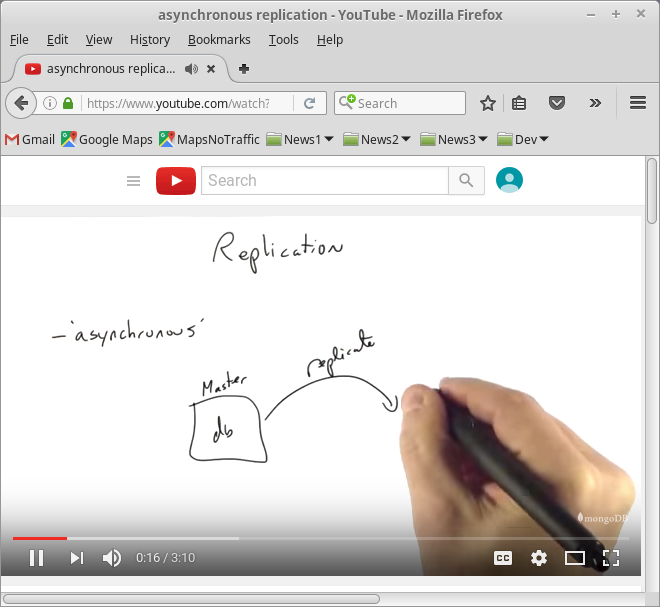 asynchronous replication - YouTube - Mozilla Firefox
File Edit View History Bookmarks Tools Help
asynchronous replica...
https://www.youtube.com/watch?
Search
Gmail Google Maps MapsNoTraffic News1 News2 News3 Dev
Search
Replication
- 'asynchronous'
replicate
Master
db
mongoDB
0:16 / 3:10
CC